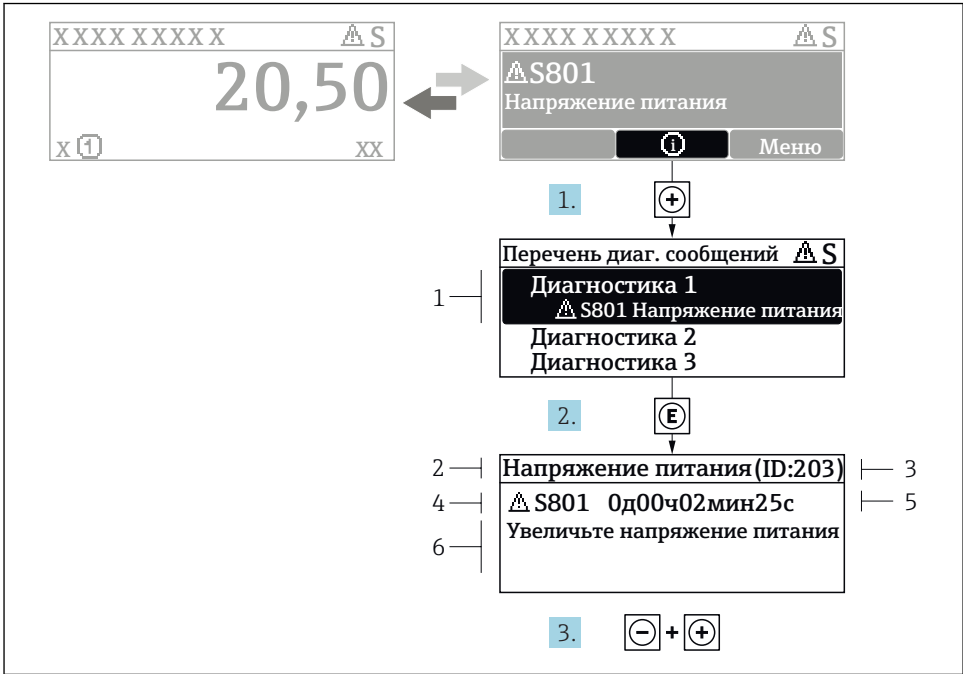 XXXX XXXXX ⚠S
20,50
X ① XX
XXXX XXXXX ⚠S
⚠S801
Напряжение питания
ⓘ Меню
1. +
Перечень диаг. сообщений ⚠S
1
Диагностика 1
⚠ S801 Напряжение питания
Диагностика 2
Диагностика 3
2. E
2 Напряжение питания (ID:203) 3
4 ⚠ S801 0д00ч02мин25с 5
6 Увеличьте напряжение питания
3. - + +